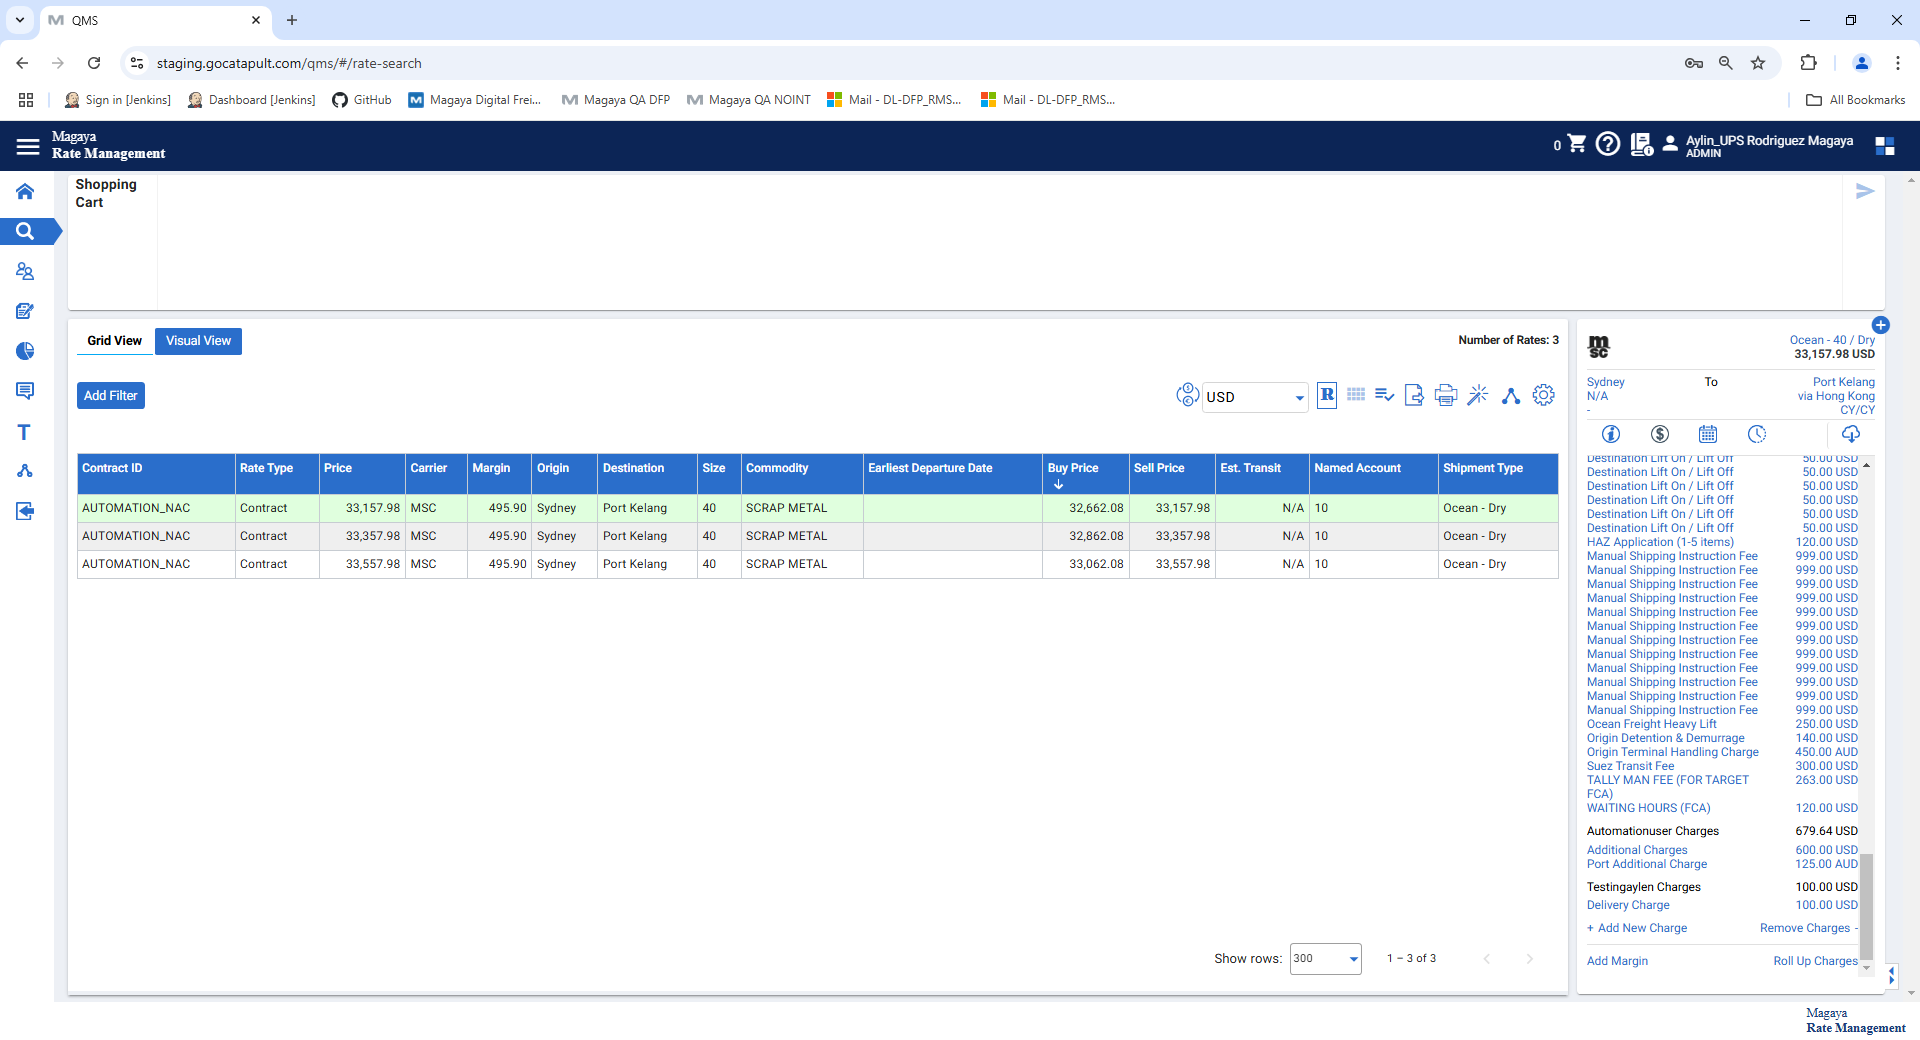 QMS
staging.gocatapult.com/qms/#/rate-search
Sign in [Jenkins]
Dashboard [Jenkins]
GitHub
Magaya Digital Frei...
Magaya QA DFP
Magaya QA NOINT
Mail - DL-DFP_RMS...
Mail - DL-DFP_RMS...
All Bookmarks
Magaya
Rate Management
0
Aylin_UPS Rodriguez Magaya
ADMIN
Shopping
Cart
Grid View
Visual View
Number of Rates: 3
Add Filter
USD
R
Contract ID Rate Type Price Carrier Margin Origin Destination Size Commodity Earliest Departure Date Buy Price Sell Price Est. Transit Named Account Shipment Type
AUTOMATION_NAC Contract 33,157.98 MSC 495.90 Sydney Port Kelang 40 SCRAP METAL 32,662.08 33,157.98 N/A 10 Ocean - Dry
AUTOMATION_NAC Contract 33,357.98 MSC 495.90 Sydney Port Kelang 40 SCRAP METAL 32,862.08 33,357.98 N/A 10 Ocean - Dry
AUTOMATION_NAC Contract 33,557.98 MSC 495.90 Sydney Port Kelang 40 SCRAP METAL 33,062.08 33,557.98 N/A 10 Ocean - Dry
Show rows: 300 1 – 3 of 3
msc
Ocean - 40 / Dry
33,157.98 USD
Sydney To Port Kelang
N/A via Hong Kong
- CY/CY
Destination Lift On / Lift Off 50.00 USD
Destination Lift On / Lift Off 50.00 USD
Destination Lift On / Lift Off 50.00 USD
Destination Lift On / Lift Off 50.00 USD
Destination Lift On / Lift Off 50.00 USD
Destination Lift On / Lift Off 50.00 USD
HAZ Application (1-5 items) 120.00 USD
Manual Shipping Instruction Fee 999.00 USD
Manual Shipping Instruction Fee 999.00 USD
Manual Shipping Instruction Fee 999.00 USD
Manual Shipping Instruction Fee 999.00 USD
Manual Shipping Instruction Fee 999.00 USD
Manual Shipping Instruction Fee 999.00 USD
Manual Shipping Instruction Fee 999.00 USD
Manual Shipping Instruction Fee 999.00 USD
Manual Shipping Instruction Fee 999.00 USD
Manual Shipping Instruction Fee 999.00 USD
Manual Shipping Instruction Fee 999.00 USD
Manual Shipping Instruction Fee 999.00 USD
Ocean Freight Heavy Lift 250.00 USD
Origin Detention & Demurrage 140.00 USD
Origin Terminal Handling Charge 450.00 AUD
Suez Transit Fee 300.00 USD
TALLY MAN FEE (FOR TARGET 263.00 USD
FCA)
WAITING HOURS (FCA) 120.00 USD
Automationuser Charges 679.64 USD
Additional Charges 600.00 USD
Port Additional Charge 125.00 AUD
Testingaylen Charges 100.00 USD
Delivery Charge 100.00 USD
+ Add New Charge Remove Charges -
Add Margin Roll Up Charges
Magaya
Rate Management